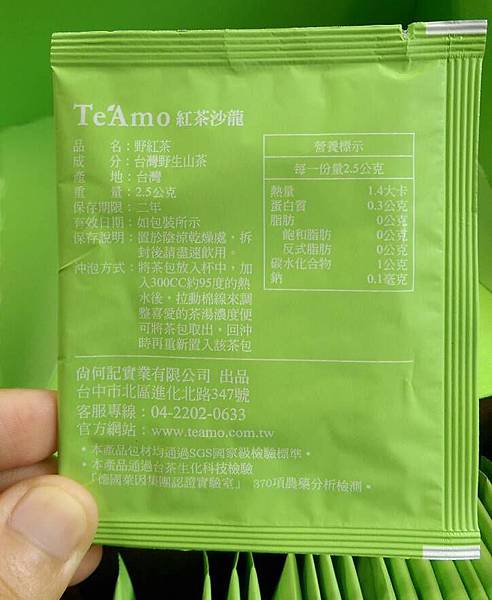 TeAmo 紅茶沙龍
品　　名：野紅茶
成　　分：台灣野生山茶
產　　地：台灣
重　　量：2.5公克
保存期限：二年
有效日期：如包裝所示
保存說明：置於陰涼乾燥處，拆
封後請盡速飲用。
沖泡方式：將茶包放入杯中，加
入300CC約95度的熱
水後，拉動棉線來調
整喜愛的茶湯濃度便
可將茶包取出，回沖
時再重新置入該茶包
營養標示
每一份量2.5公克
熱量 1.4大卡
蛋白質 0.3公克
脂肪 0公克
飽和脂肪 0公克
反式脂肪 0公克
碳水化合物 1公克
鈉 0.1毫克
尙何記實業有限公司 出品
台中市北區進化北路347號
客服專線：04-2202-0633
官方網站：www.teamo.com.tw
•本產品包材均通過SGS國家級檢驗標準。
•本產品通過台茶生化科技檢驗
「德國萊因集團認證實驗室」 370項農藥分析檢測。